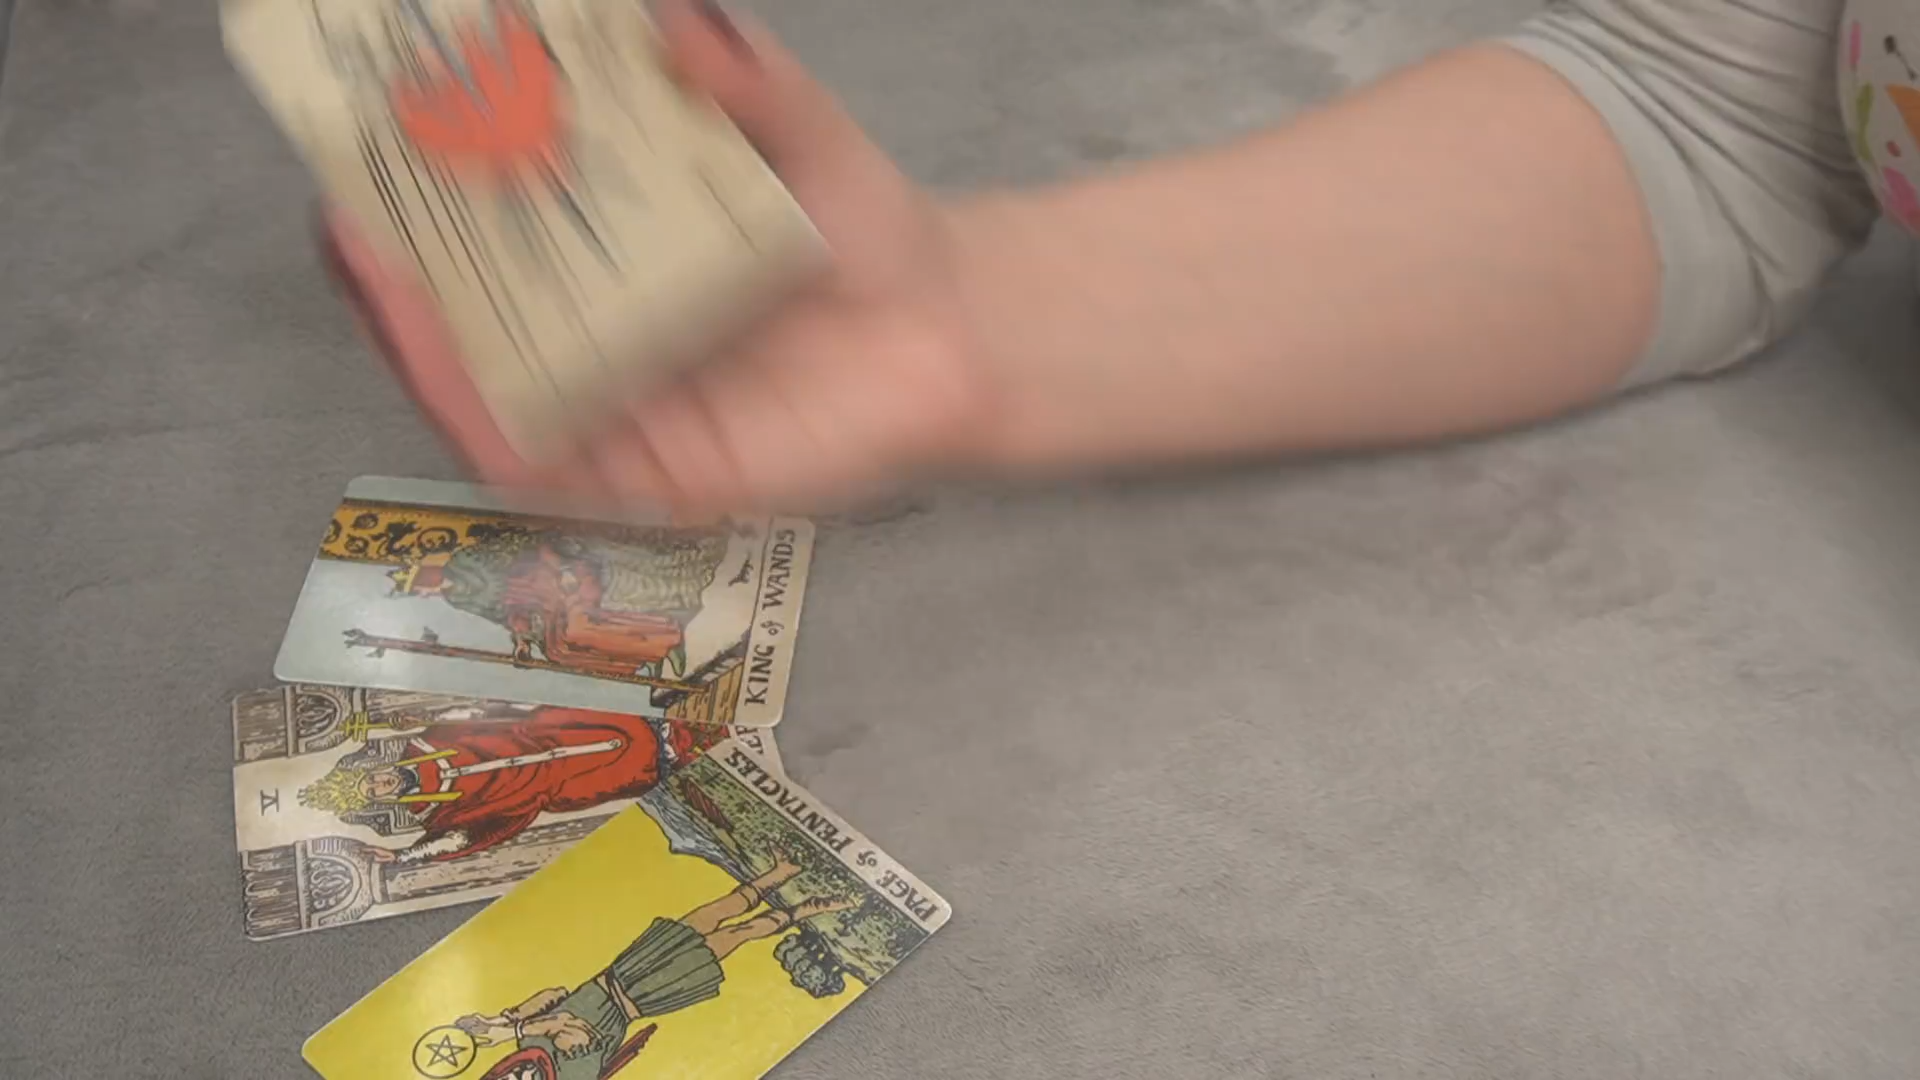 KING of WANDS
V
PAGE of PENTACLES